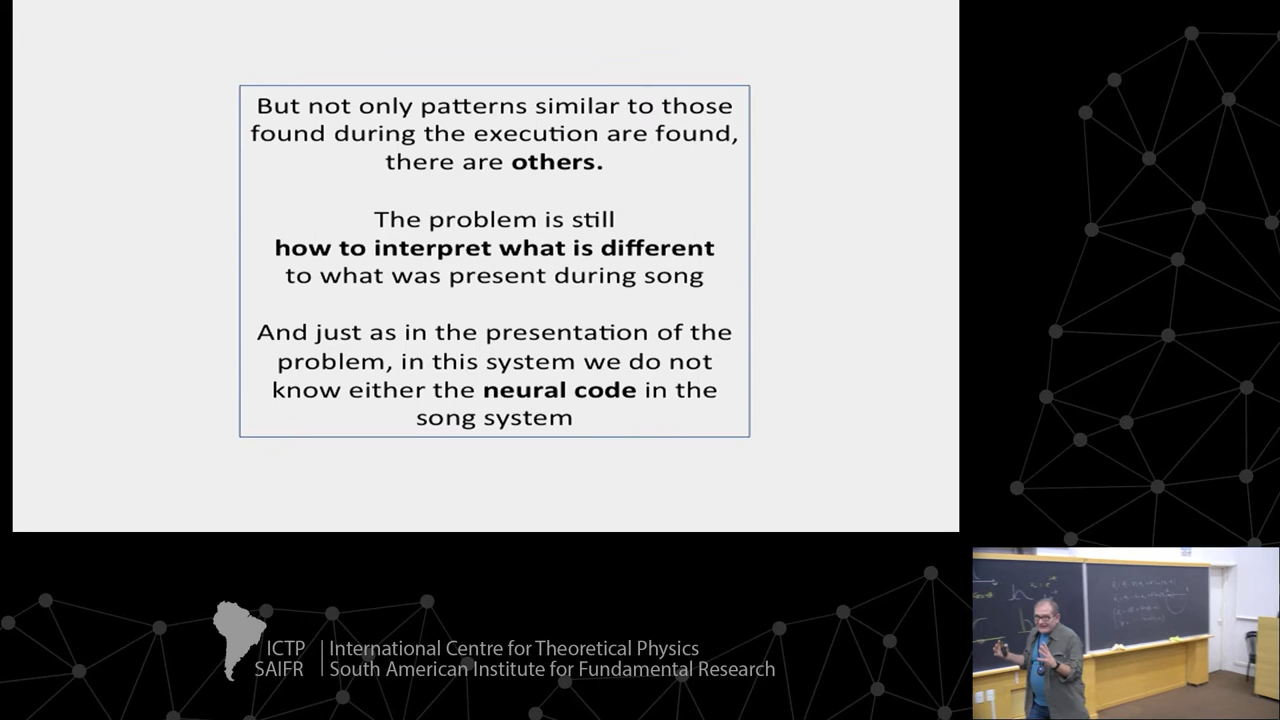 But not only patterns similar to those
found during the execution are found,
there are others.
The problem is still
how to interpret what is different
to what was present during song
And just as in the presentation of the
problem, in this system we do not
know either the neural code in the
song system
ICTP
SAIFR
International Centre for Theoretical Physics
South American Institute for Fundamental Research